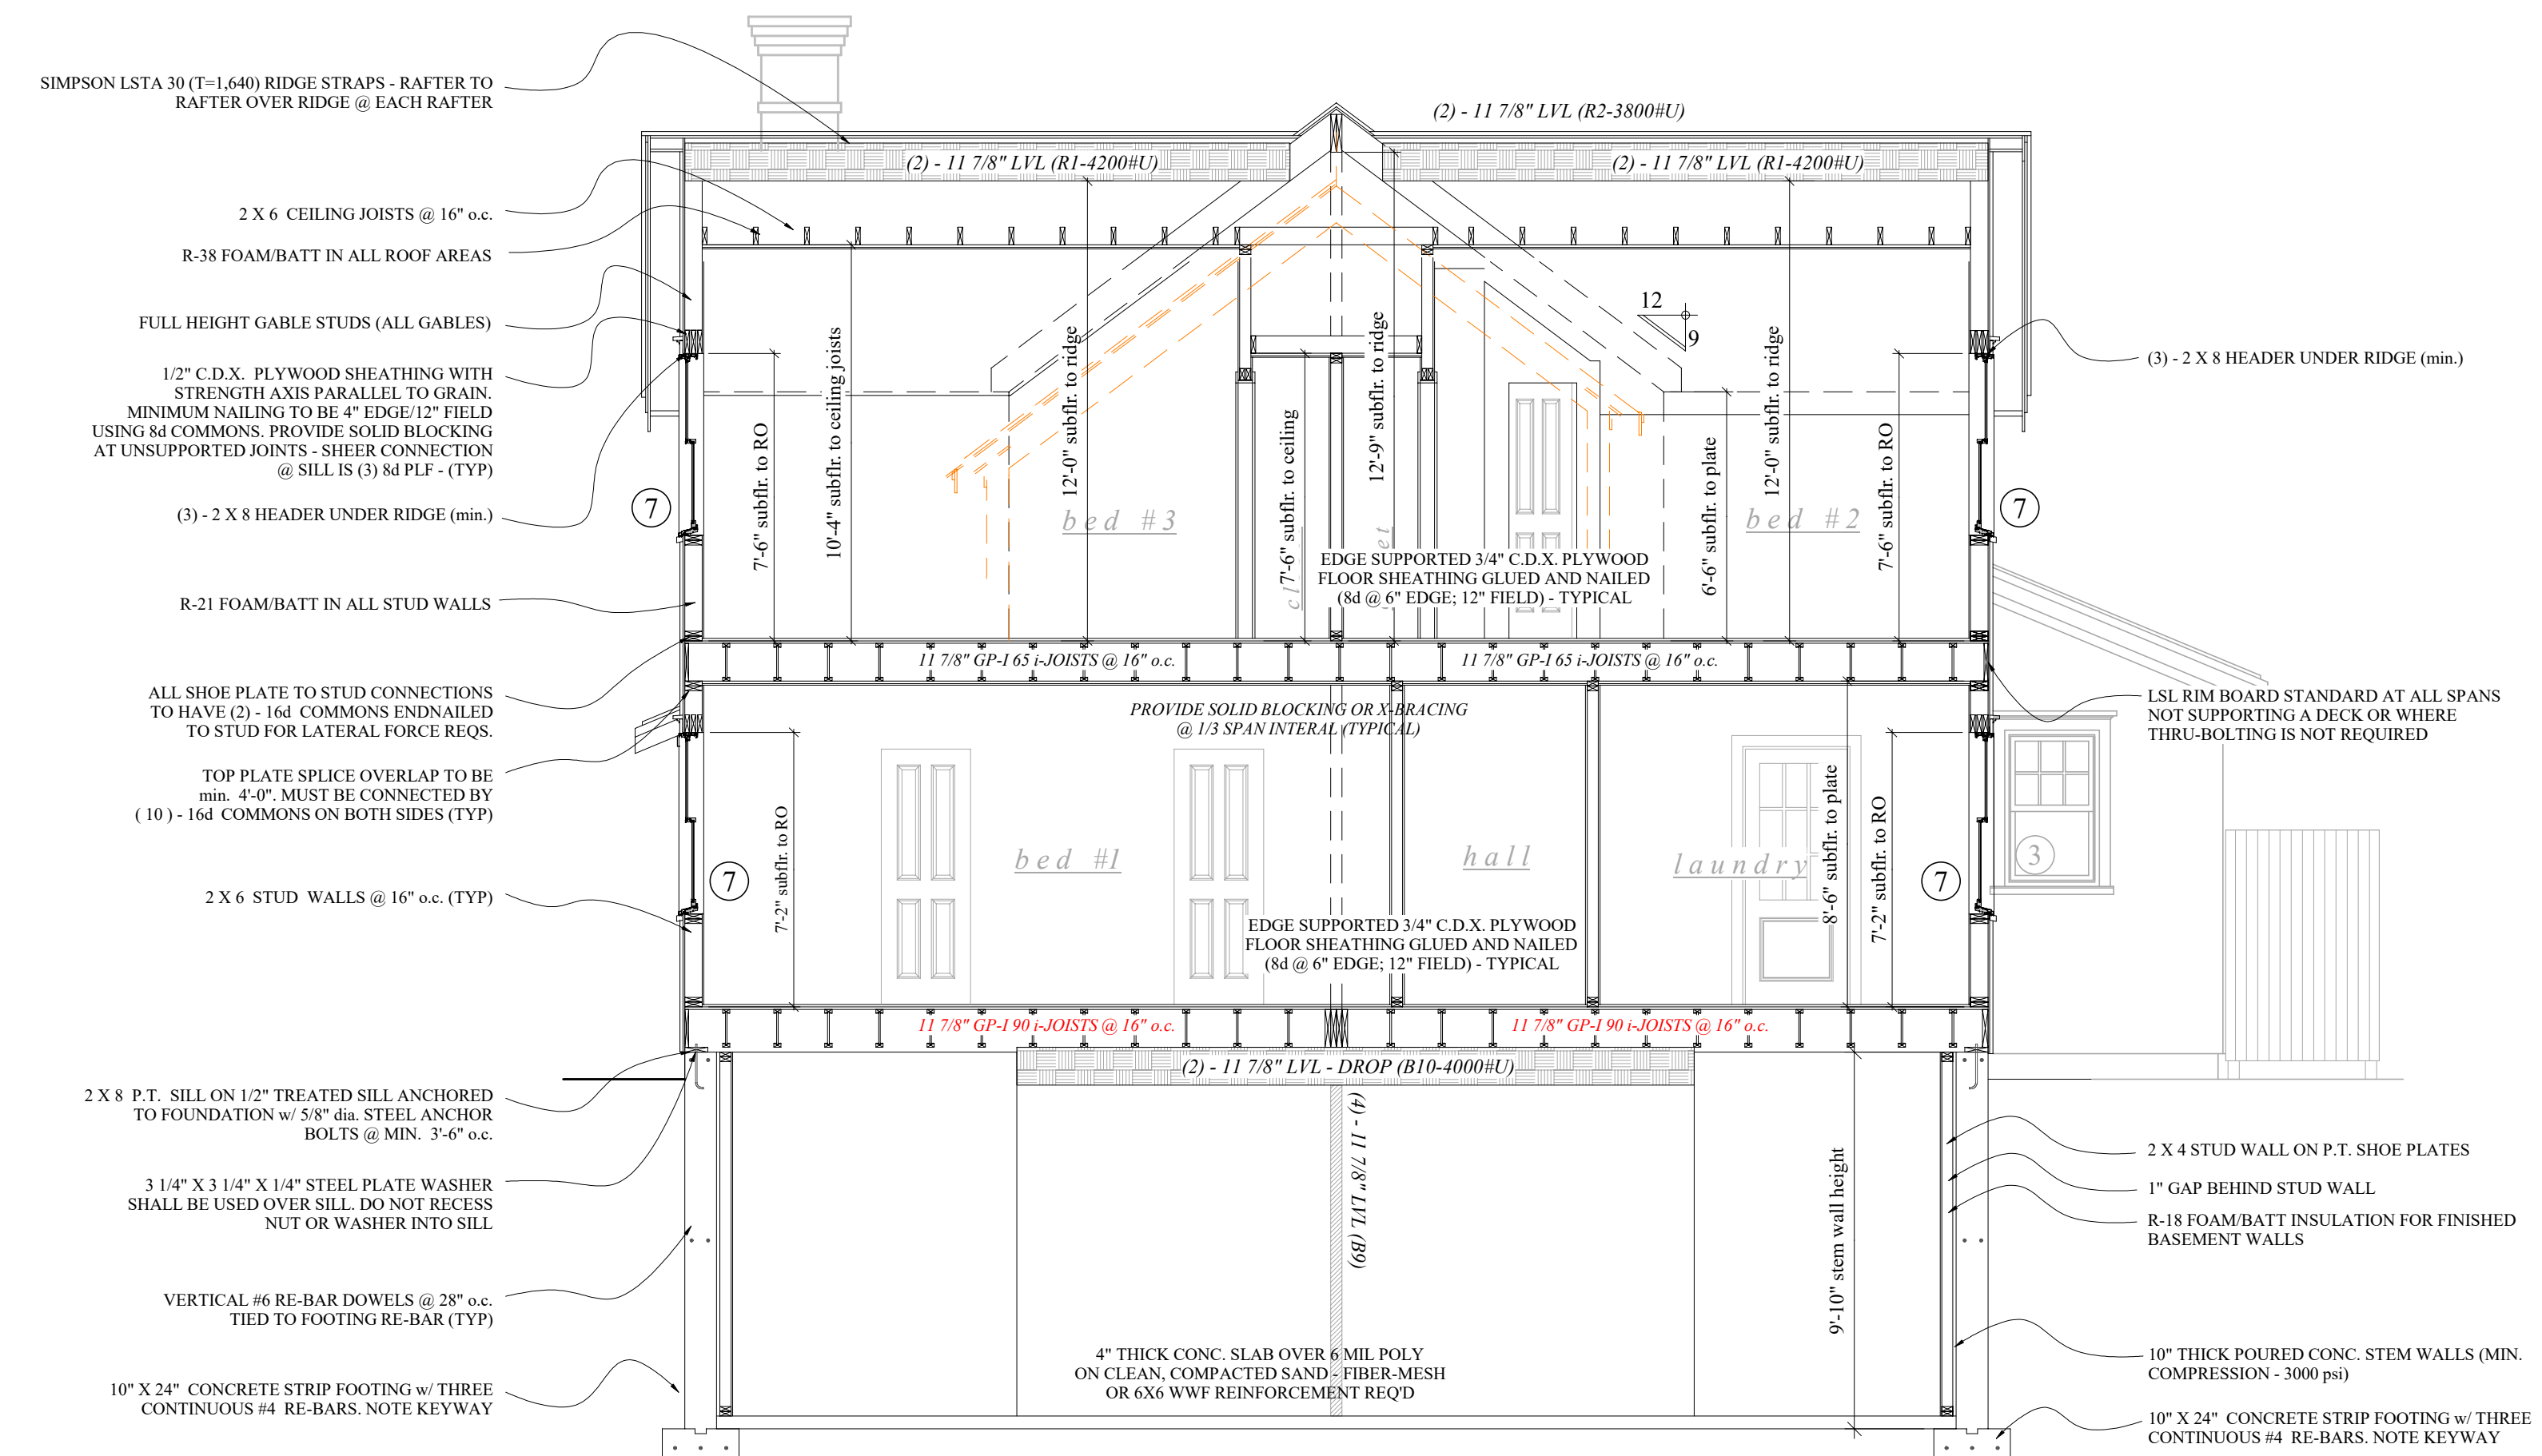 SIMPSON LSTA 30 (T=1,640) RIDGE STRAPS - RAFTER TO
RAFTER OVER RIDGE @ EACH RAFTER
2 X 6 CEILING JOISTS @ 16" o.c.
R-38 FOAM/BATT IN ALL ROOF AREAS
FULL HEIGHT GABLE STUDS (ALL GABLES)
1/2" C.D.X. PLYWOOD SHEATHING WITH
STRENGTH AXIS PARALLEL TO GRAIN.
MINIMUM NAILING TO BE 4" EDGE/12" FIELD
USING 8d COMMONS. PROVIDE SOLID BLOCKING
AT UNSUPPORTED JOINTS - SHEER CONNECTION
@ SILL IS (3) 8d PLF - (TYP)
(3) - 2 X 8 HEADER UNDER RIDGE (min.)
R-21 FOAM/BATT IN ALL STUD WALLS
ALL SHOE PLATE TO STUD CONNECTIONS
TO HAVE (2) - 16d COMMONS ENDNAILED
TO STUD FOR LATERAL FORCE REQS.
TOP PLATE SPLICE OVERLAP TO BE
min. 4'-0". MUST BE CONNECTED BY
( 10 ) - 16d COMMONS ON BOTH SIDES (TYP)
2 X 6 STUD WALLS @ 16" o.c. (TYP)
2 X 8 P.T. SILL ON 1/2" TREATED SILL ANCHORED
TO FOUNDATION w/ 5/8" dia. STEEL ANCHOR
BOLTS @ MIN. 3'-6" o.c.
3 1/4" X 3 1/4" X 1/4" STEEL PLATE WASHER
SHALL BE USED OVER SILL. DO NOT RECESS
NUT OR WASHER INTO SILL
VERTICAL #6 RE-BAR DOWELS @ 28" o.c.
TIED TO FOOTING RE-BAR (TYP)
10" X 24" CONCRETE STRIP FOOTING w/ THREE
CONTINUOUS #4 RE-BARS. NOTE KEYWAY
(2) - 11 7/8" LVL (R2-3800#U)
(2) - 11 7/8" LVL (R1-4200#U)
(2) - 11 7/8" LVL (R1-4200#U)
12
9
7
7
7'-6" subflr. to RO
10'-4" subflr. to ceiling joists
12'-0" subflr. to ridge
bed #3
7'-6" subflr. to ceiling
12'-9" subflr. to ridge
6'-6" subflr. to plate
12'-0" subflr. to ridge
bed #2
7'-6" subflr. to RO
EDGE SUPPORTED 3/4" C.D.X. PLYWOOD
FLOOR SHEATHING GLUED AND NAILED
(8d @ 6" EDGE; 12" FIELD) - TYPICAL
11 7/8" GP-I 65 i-JOISTS @ 16" o.c.
11 7/8" GP-I 65 i-JOISTS @ 16" o.c.
PROVIDE SOLID BLOCKING OR X-BRACING
@ 1/3 SPAN INTERAL (TYPICAL)
7
7'-2" subflr. to RO
bed #1
hall
laundry
8'-6" subflr. to plate
7'-2" subflr. to RO
7
3
EDGE SUPPORTED 3/4" C.D.X. PLYWOOD
FLOOR SHEATHING GLUED AND NAILED
(8d @ 6" EDGE; 12" FIELD) - TYPICAL
11 7/8" GP-I 90 i-JOISTS @ 16" o.c.
11 7/8" GP-I 90 i-JOISTS @ 16" o.c.
(2) - 11 7/8" LVL - DROP (B10-4000#U)
(4) - 11 7/8" LVL (B9)
9'-10" stem wall height
4" THICK CONC. SLAB OVER 6 MIL POLY
ON CLEAN, COMPACTED SAND - FIBER-MESH
OR 6X6 WWF REINFORCEMENT REQ'D
(3) - 2 X 8 HEADER UNDER RIDGE (min.)
LSL RIM BOARD STANDARD AT ALL SPANS
NOT SUPPORTING A DECK OR WHERE
THRU-BOLTING IS NOT REQUIRED
2 X 4 STUD WALL ON P.T. SHOE PLATES
1" GAP BEHIND STUD WALL
R-18 FOAM/BATT INSULATION FOR FINISHED
BASEMENT WALLS
10" THICK POURED CONC. STEM WALLS (MIN.
COMPRESSION - 3000 psi)
10" X 24" CONCRETE STRIP FOOTING w/ THREE
CONTINUOUS #4 RE-BARS. NOTE KEYWAY